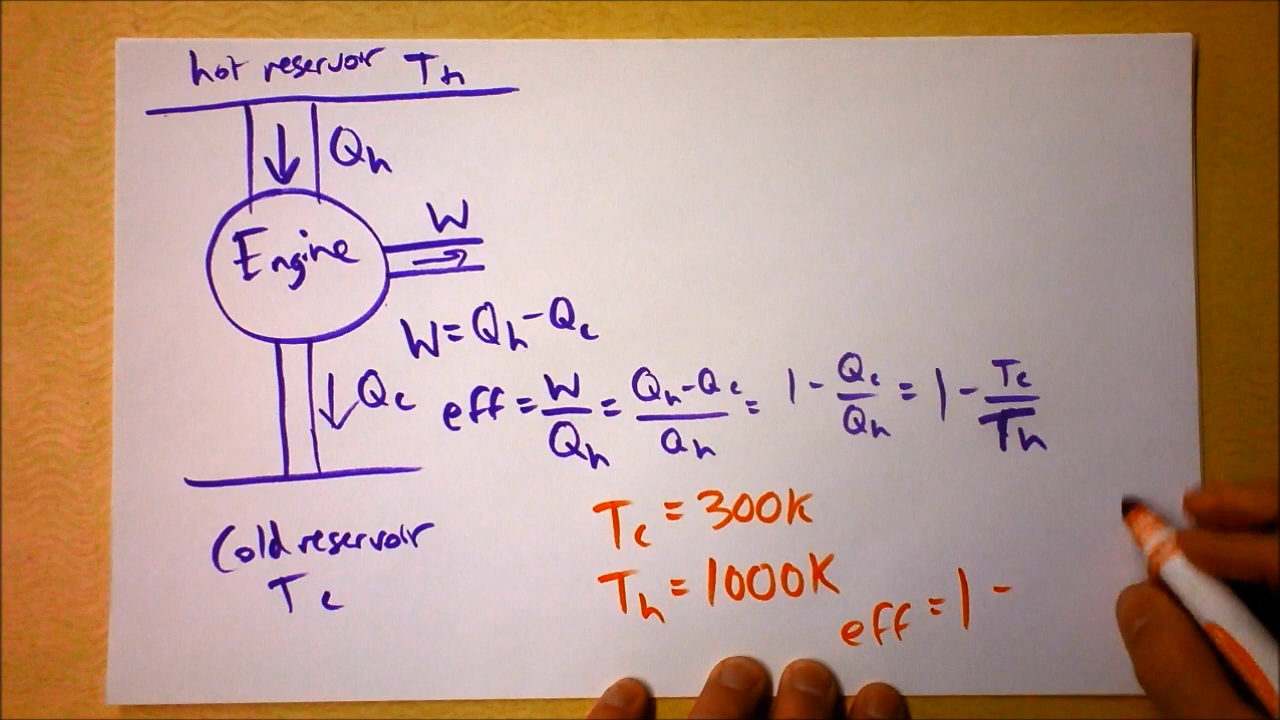 hot reservoir Th
Qh
Engine
W
W=Qh-Qc
Qc
eff = W/Qh = Qh-Qc/Qh = 1 - Qc/Qh = 1 - Tc/Th
Cold reservoir
Tc
Tc = 300K
Th = 1000K
eff = 1 -